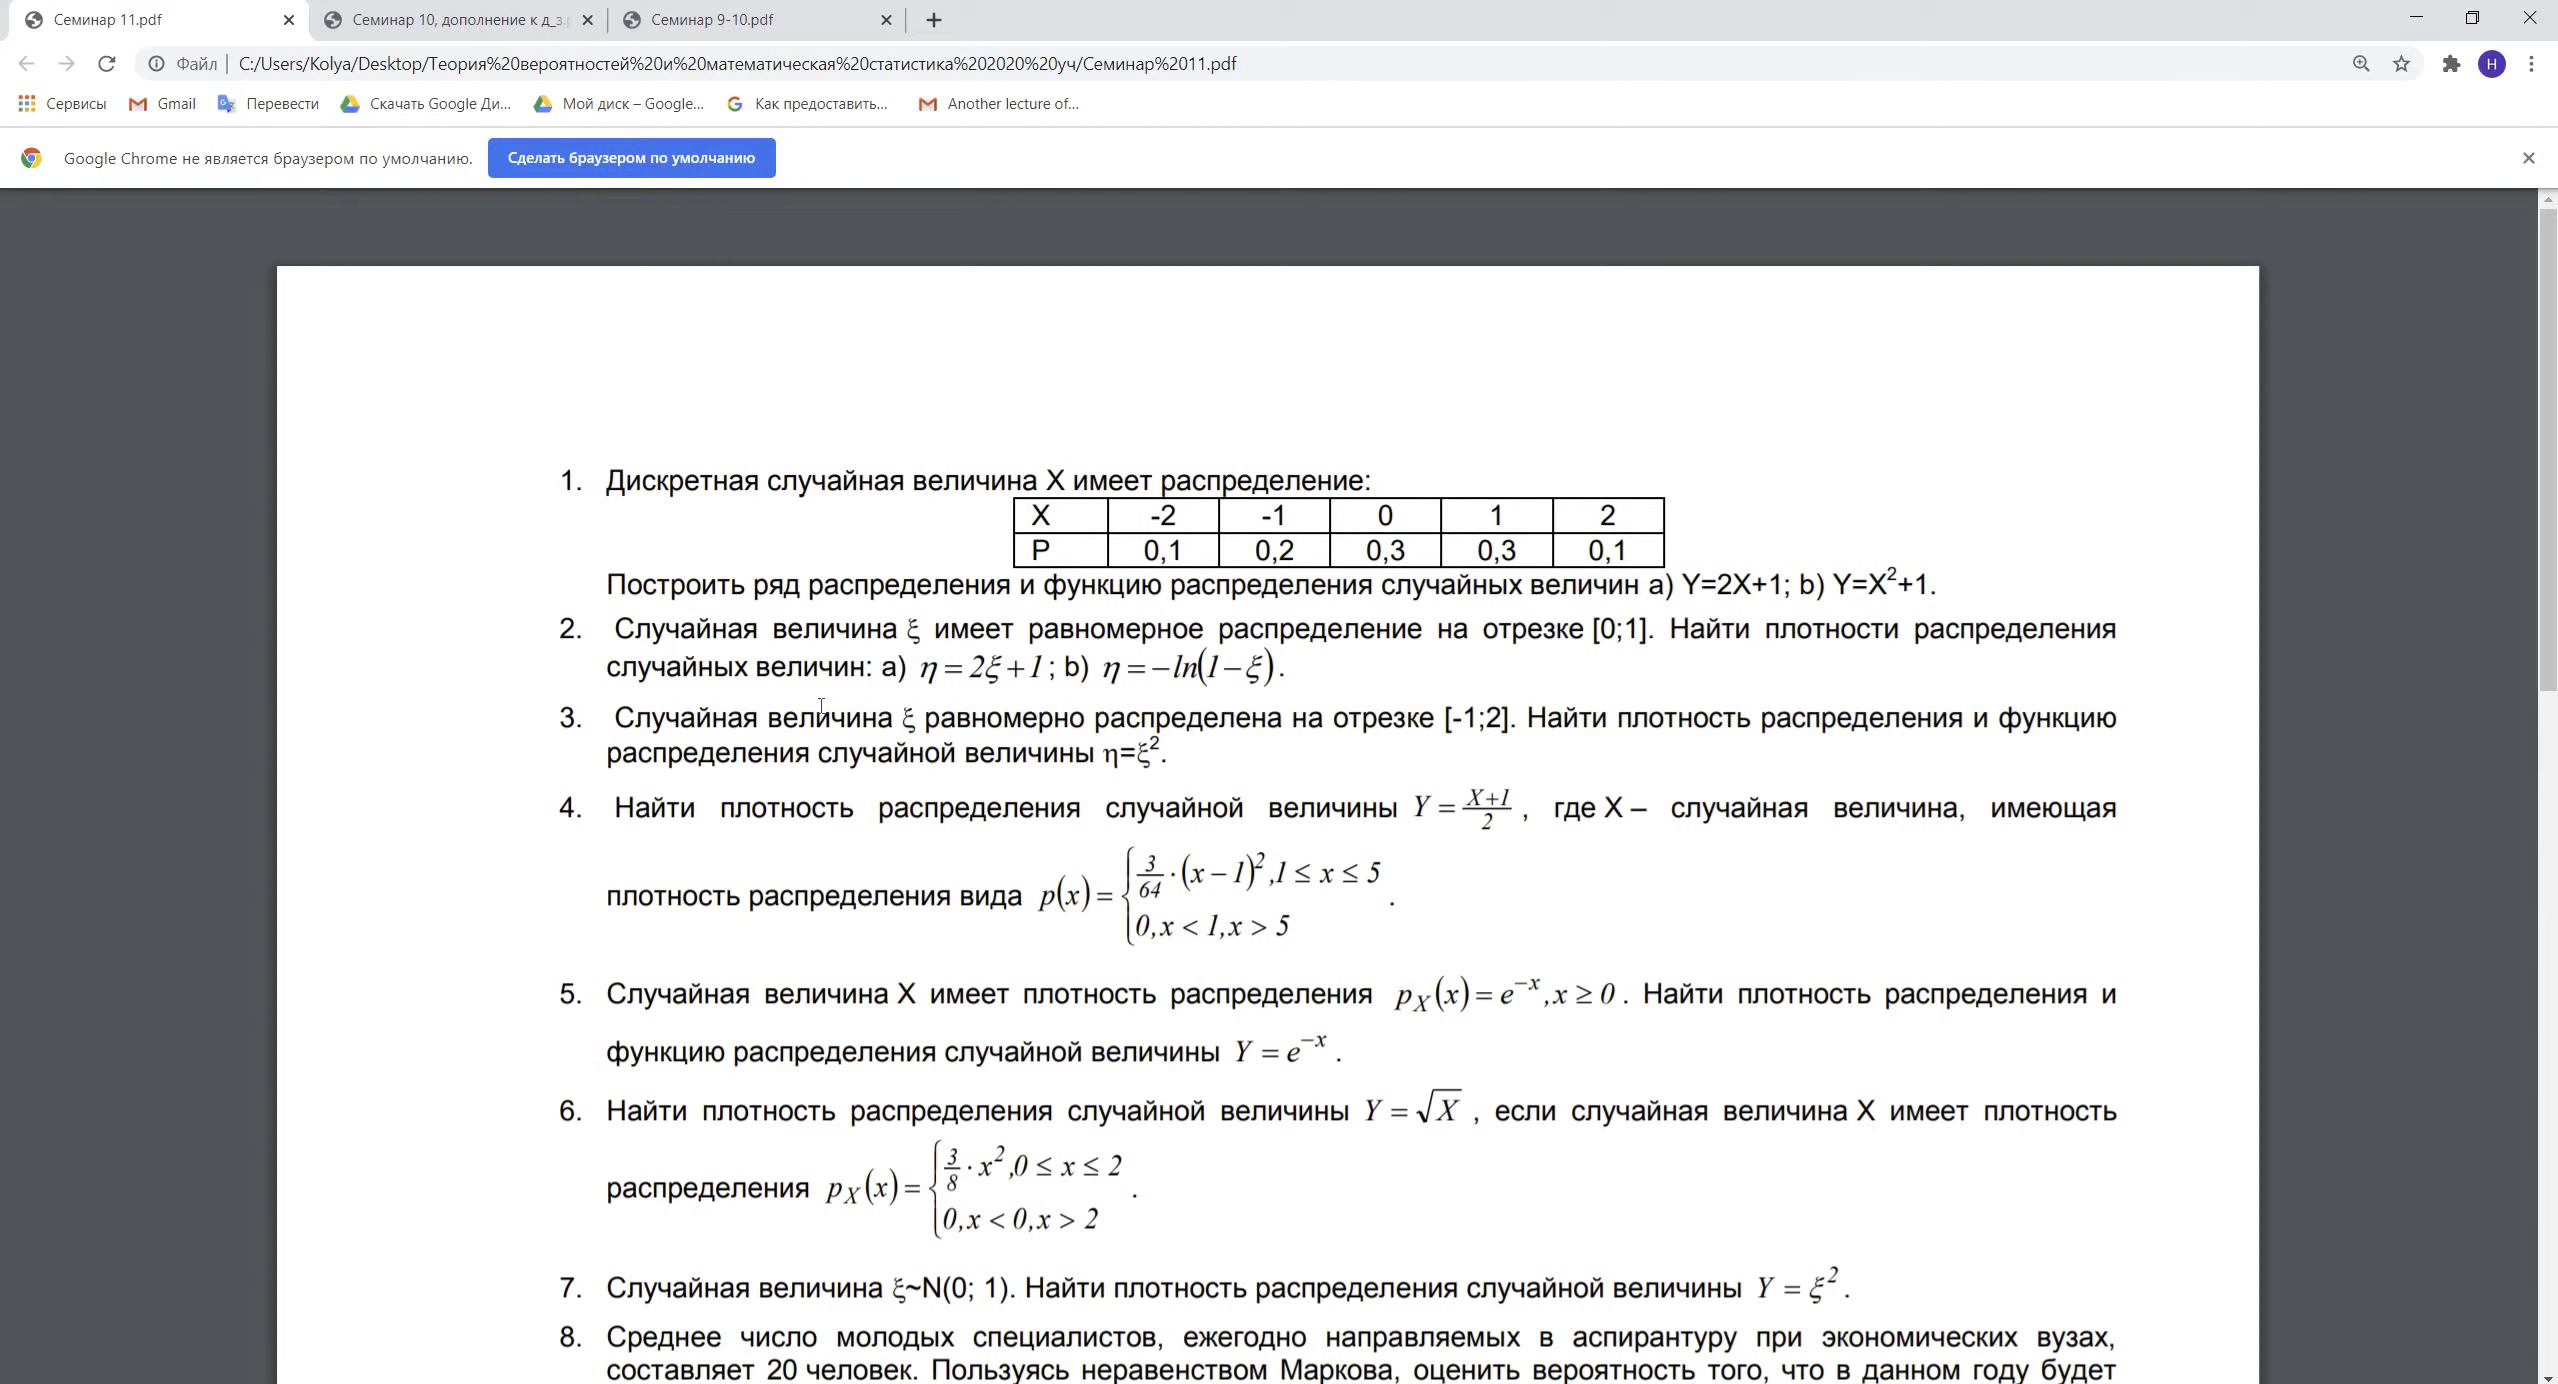 Семинар 11.pdf
Семинар 10, дополнение к д_з.
Семинар 9-10.pdf
Файл | C:/Users/Kolya/Desktop/Теория%20вероятностей%20и%20математическая%20статистика%202020%20уч/Семинар%2011.pdf
Н
Сервисы Gmail Перевести Скачать Google Ди... Мой диск – Google... Как предоставить... Another lecture of...
Google Chrome не является браузером по умолчанию. Сделать браузером по умолчанию
1. Дискретная случайная величина X имеет распределение:
X -2 -1 0 1 2
P 0,1 0,2 0,3 0,3 0,1
Построить ряд распределения и функцию распределения случайных величин a) Y=2X+1; b) Y=X²+1.
2. Случайная величина ξ имеет равномерное распределение на отрезке [0;1]. Найти плотности распределения
случайных величин: a) η = 2ξ + 1 ; b) η = − ln(1 − ξ).
3. Случайная величина ξ равномерно распределена на отрезке [-1;2]. Найти плотность распределения и функцию
распределения случайной величины η=ξ².
4. Найти плотность распределения случайной величины Y = (X+1)/2 , где X – случайная величина, имеющая
плотность распределения вида p(x) = { 3/64 · (x − 1)², 1 ≤ x ≤ 5
0, x < 1, x > 5 .
5. Случайная величина X имеет плотность распределения p_X(x) = e^−x, x ≥ 0 . Найти плотность распределения и
функцию распределения случайной величины Y = e^−x .
6. Найти плотность распределения случайной величины Y = √X , если случайная величина X имеет плотность
распределения p_X(x) = { 3/8 · x², 0 ≤ x ≤ 2
0, x < 0, x > 2 .
7. Случайная величина ξ~N(0; 1). Найти плотность распределения случайной величины Y = ξ² .
8. Среднее число молодых специалистов, ежегодно направляемых в аспирантуру при экономических вузах,
составляет 20 человек. Пользуясь неравенством Маркова, оценить вероятность того, что в данном году будет